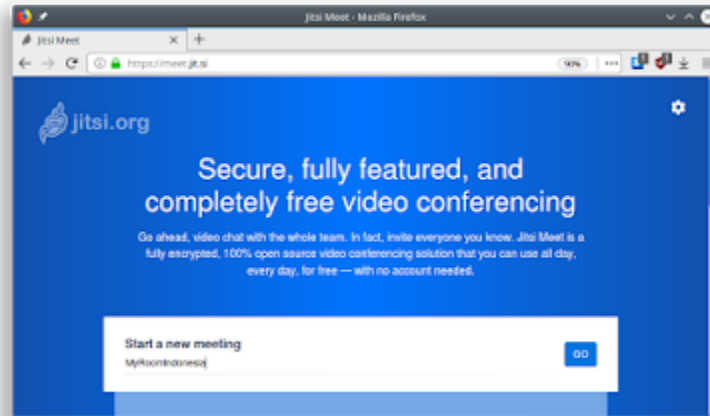 Jitsi Meet - Mozilla Firefox
Jitsi Meet
https://meet.jit.si
90%
jitsi.org
Secure, fully featured, and
completely free video conferencing
Go ahead, video chat with the whole team. In fact, invite everyone you know. Jitsi Meet is a
fully encrypted, 100% open source video conferencing solution that you can use all day,
every day, for free — with no account needed.
Start a new meeting
MyRoomIndonesia
GO